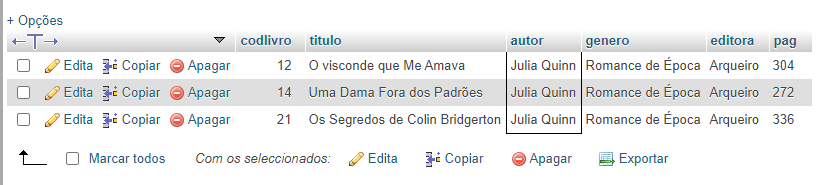 + Opções
codlivro titulo autor genero editora pag
Edita Copiar Apagar 12 O visconde que Me Amava Julia Quinn Romance de Época Arqueiro 304
Edita Copiar Apagar 14 Uma Dama Fora dos Padrões Julia Quinn Romance de Época Arqueiro 272
Edita Copiar Apagar 21 Os Segredos de Colin Bridgerton Julia Quinn Romance de Época Arqueiro 336
Marcar todos Com os seleccionados: Edita Copiar Apagar Exportar